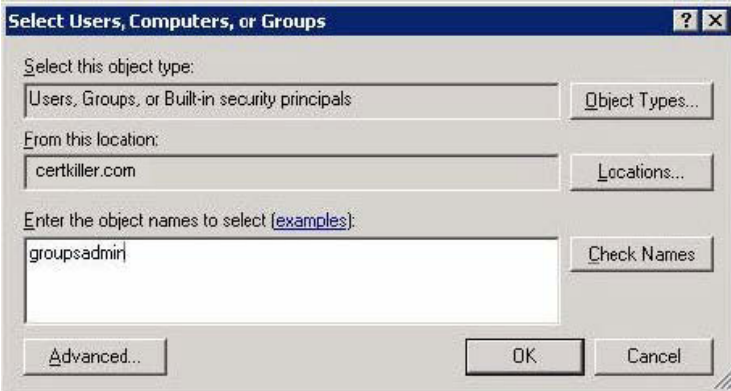 Select Users, Computers, or Groups
Select this object type:
Users, Groups, or Built-in security principals
Object Types...
From this location:
certkiller.com
Locations...
Enter the object names to select (examples):
groupsadmin
Check Names
Advanced...
OK
Cancel